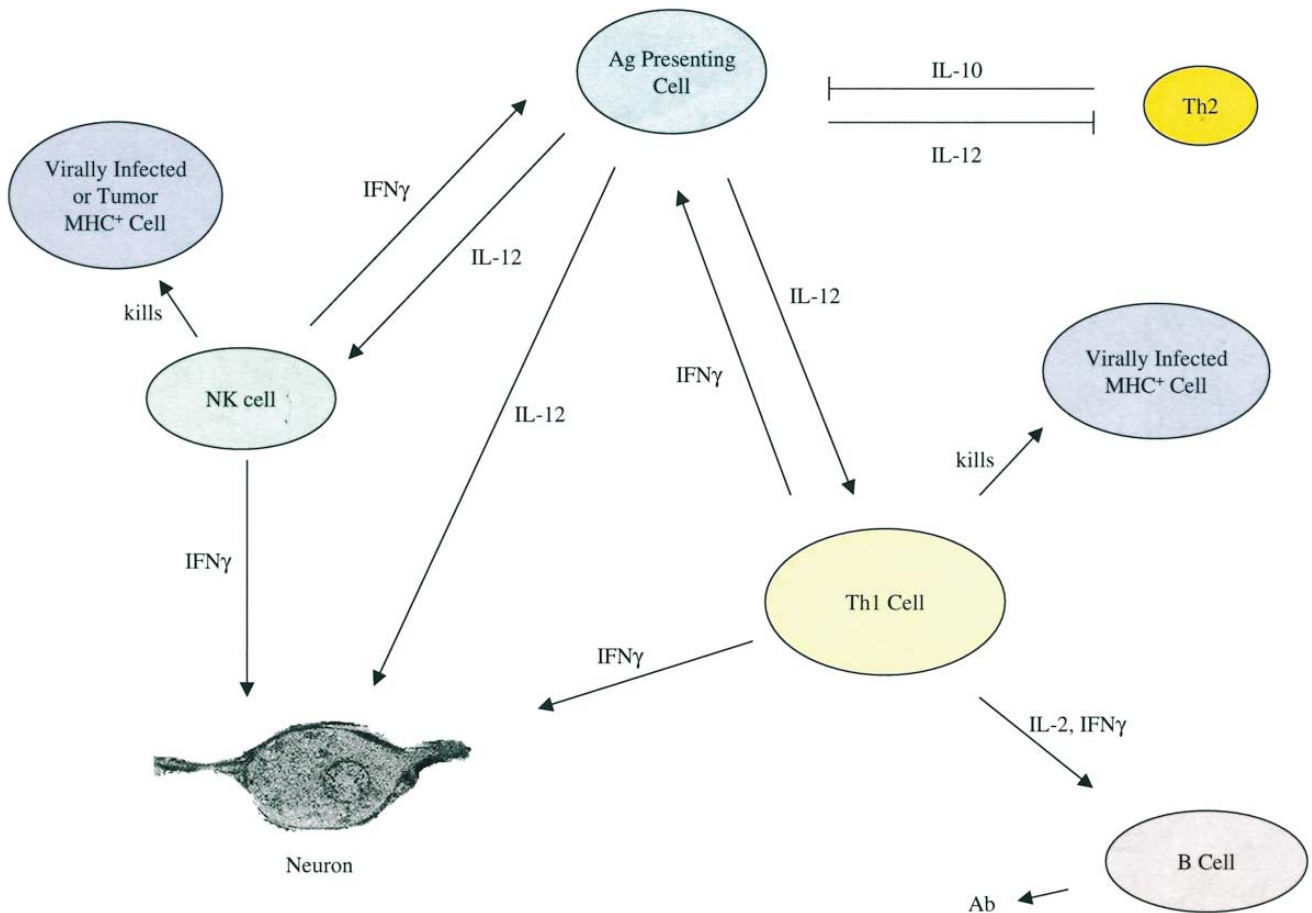 Ag Presenting
Cell
IL-10
Th2
IL-12
Virally Infected
or Tumor
MHC⁺ Cell
IFNγ
IL-12
kills
IL-12
IFNγ
Virally Infected
MHC⁺ Cell
NK cell
IL-12
kills
IFNγ
Th1 Cell
IFNγ
IL-2, IFNγ
Neuron
B Cell
Ab